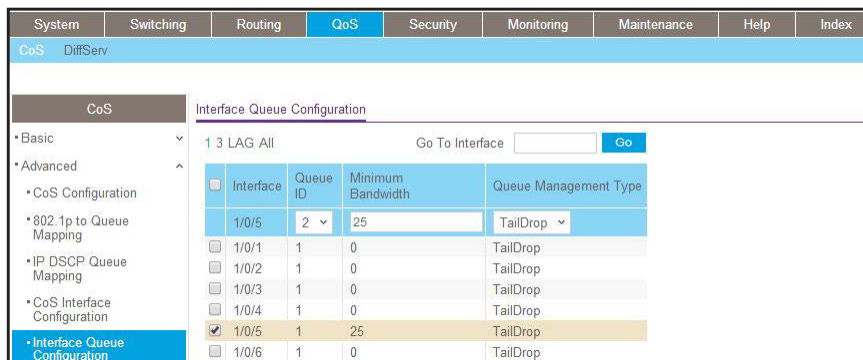 System Switching Routing QoS Security Monitoring Maintenance Help Index
CoS DiffServ
CoS
Interface Queue Configuration
Basic
1 3 LAG All Go To Interface Go
Advanced
CoS Configuration
802.1p to Queue
Mapping
IP DSCP Queue
Mapping
CoS Interface
Configuration
Interface Queue
Configuration
Interface Queue ID Minimum Bandwidth Queue Management Type
1/0/5 2 25 TailDrop
1/0/1 1 0 TailDrop
1/0/2 1 0 TailDrop
1/0/3 1 0 TailDrop
1/0/4 1 0 TailDrop
1/0/5 1 25 TailDrop
1/0/6 1 0 TailDrop